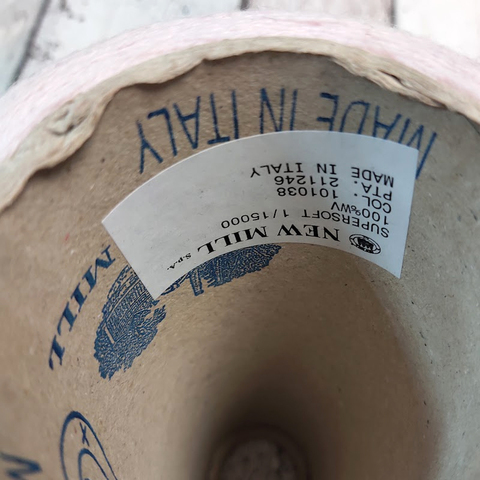 NEW MILL S.p.A.
SUPERSOFT 1/15000
100%WV
COL 101038
PTA. 211246
MADE IN ITALY
MADE IN ITALY
MILL